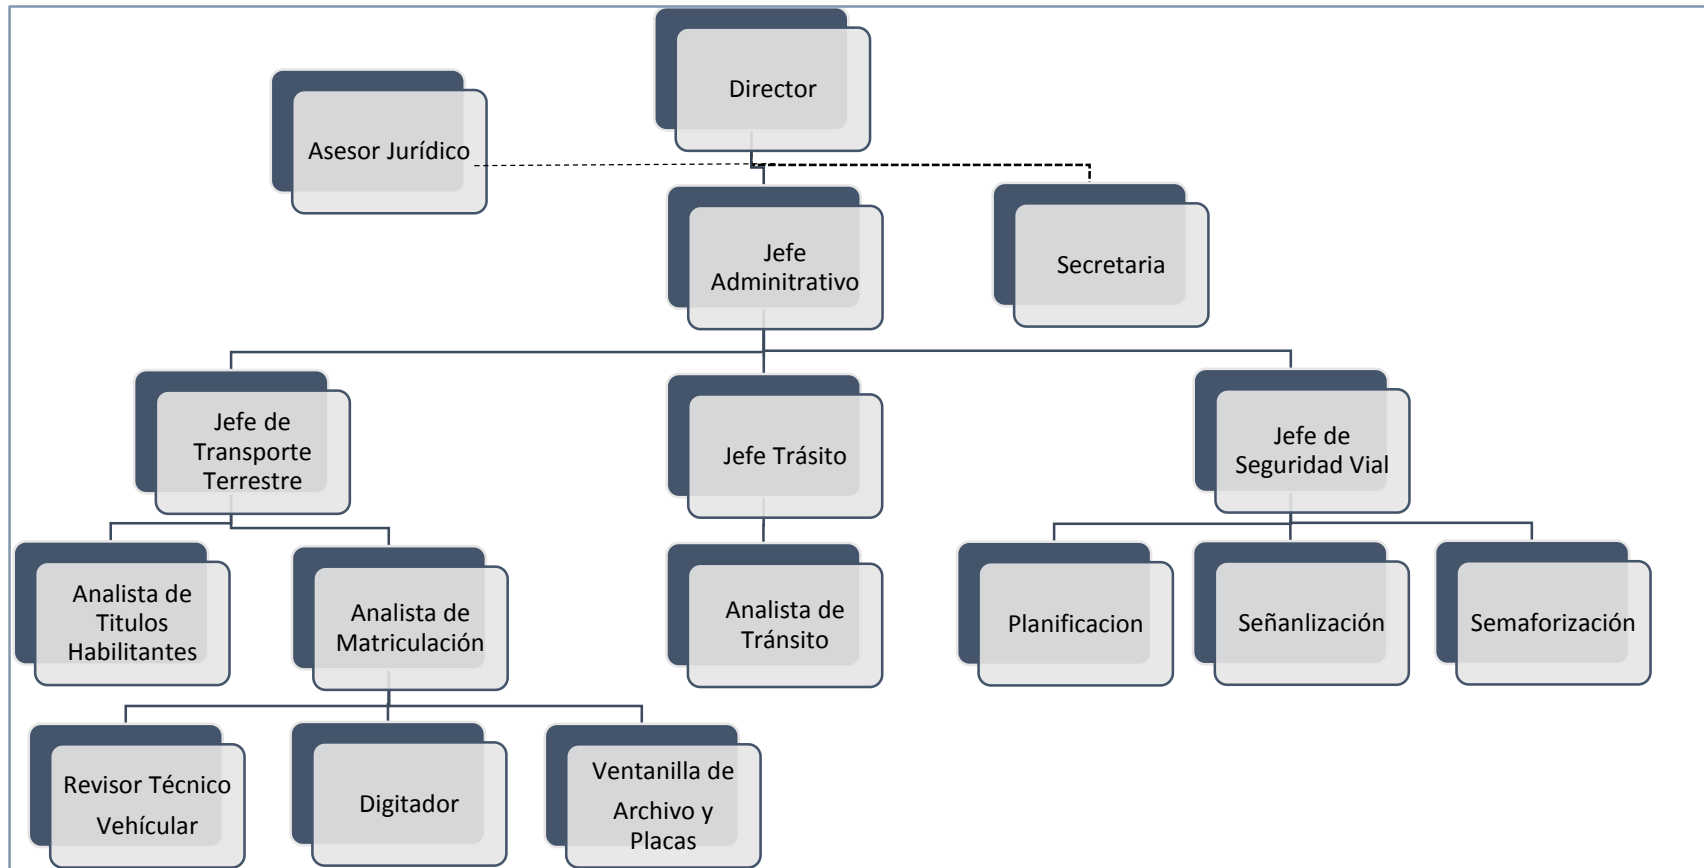 Director
Asesor Jurídico
Jefe
Adminitrativo
Secretaria
Jefe de
Transporte
Terrestre
Jefe Trásito
Jefe de
Seguridad Vial
Analista de
Titulos
Habilitantes
Analista de
Matriculación
Analista de
Tránsito
Planificacion
Señanlización
Semaforización
Revisor Técnico
Vehícular
Digitador
Ventanilla de
Archivo y
Placas